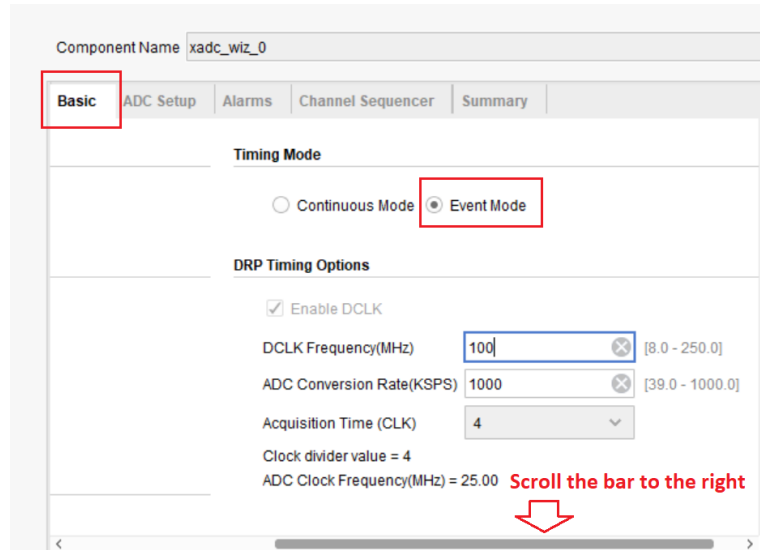 Component Name xadc_wiz_0
Basic ADC Setup Alarms Channel Sequencer Summary
Timing Mode
Continuous Mode Event Mode
DRP Timing Options
Enable DCLK
DCLK Frequency(MHz) 100 [8.0 - 250.0]
ADC Conversion Rate(KSPS) 1000 [39.0 - 1000.0]
Acquisition Time (CLK) 4
Clock divider value = 4
ADC Clock Frequency(MHz) = 25.00
Scroll the bar to the right